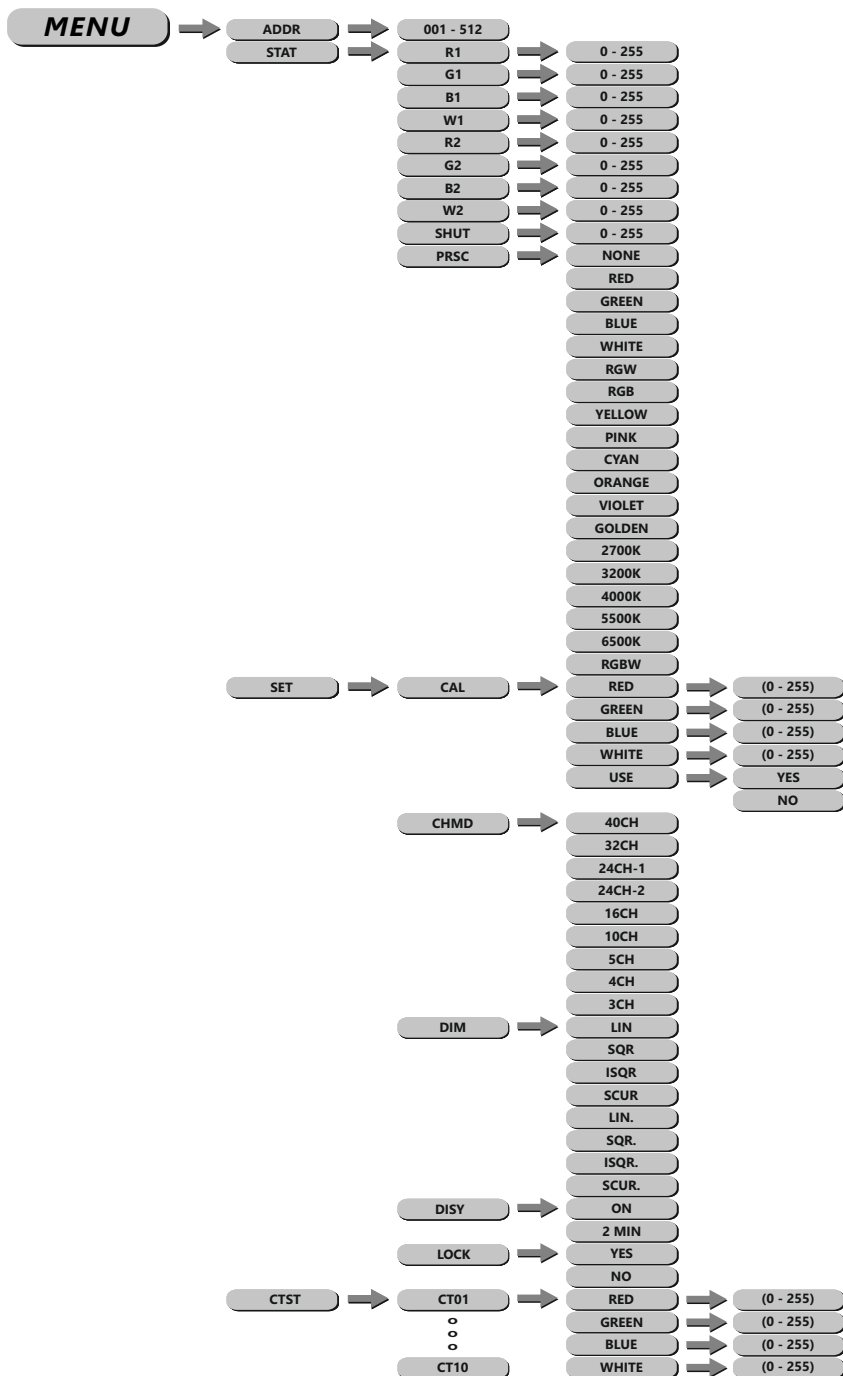 MENU
ADDR 001 - 512
STAT R1 0 - 255
G1 0 - 255
B1 0 - 255
W1 0 - 255
R2 0 - 255
G2 0 - 255
B2 0 - 255
W2 0 - 255
SHUT 0 - 255
PRSC NONE
RED
GREEN
BLUE
WHITE
RGW
RGB
YELLOW
PINK
CYAN
ORANGE
VIOLET
GOLDEN
2700K
3200K
4000K
5500K
6500K
RGBW
SET CAL RED (0 - 255)
GREEN (0 - 255)
BLUE (0 - 255)
WHITE (0 - 255)
USE YES
NO
CHMD 40CH
32CH
24CH-1
24CH-2
16CH
10CH
5CH
4CH
3CH
DIM LIN
SQR
ISQR
SCUR
LIN.
SQR.
ISQR.
SCUR.
DISY ON
2 MIN
LOCK YES
NO
CTST CT01 RED (0 - 255)
GREEN (0 - 255)
BLUE (0 - 255)
CT10 WHITE (0 - 255)